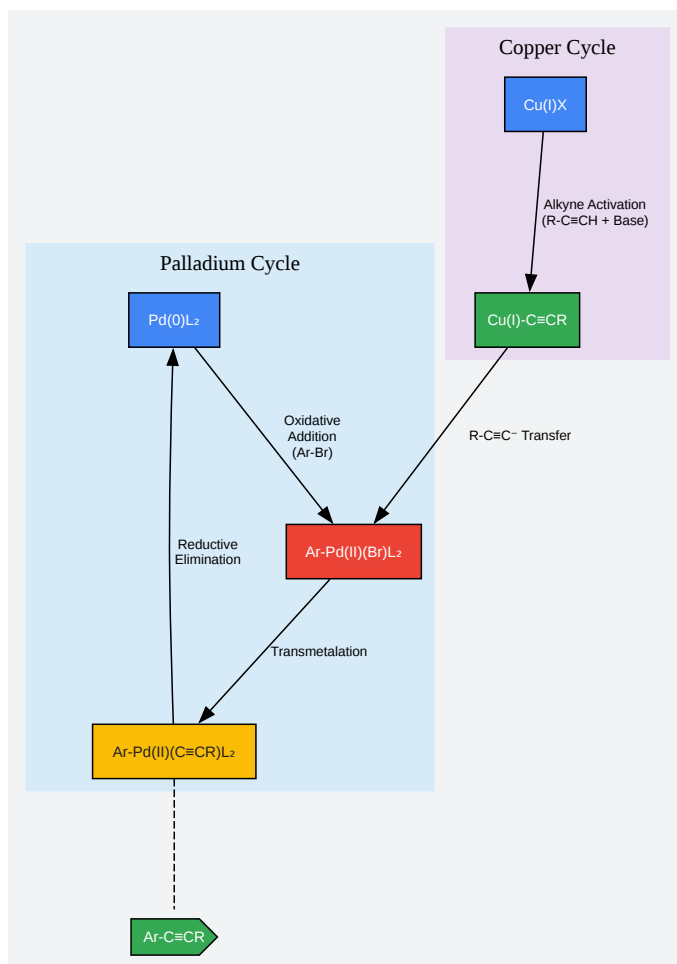 Copper Cycle
Cu(I)X
Alkyne Activation
(R-C≡CH + Base)
Palladium Cycle
Pd(0)L₂
Cu(I)-C≡CR
Oxidative
Addition
(Ar-Br)
R-C≡C⁻ Transfer
Reductive
Elimination
Ar-Pd(II)(Br)L₂
Transmetalation
Ar-Pd(II)(C≡CR)L₂
Ar-C≡CR